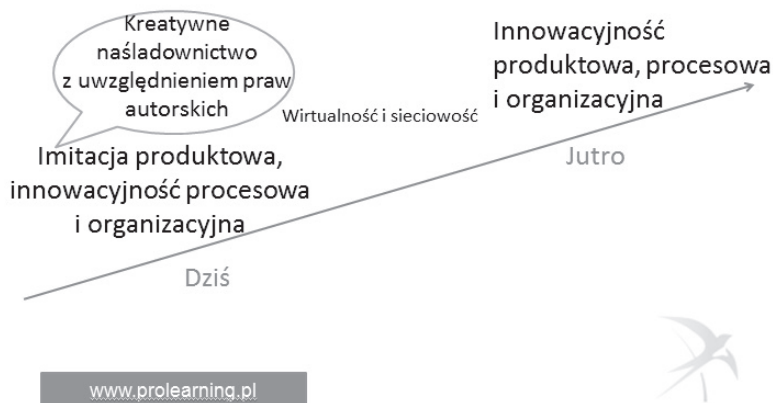 Kreatywne
naśladownictwo
z uwzględnieniem praw
autorskich
Wirtualność i sieciowość
Innowacyjność
produktowa, procesowa
i organizacyjna
Imitacja produktowa,
innowacyjność procesowa
i organizacyjna
Jutro
Dziś
www.prolearning.pl